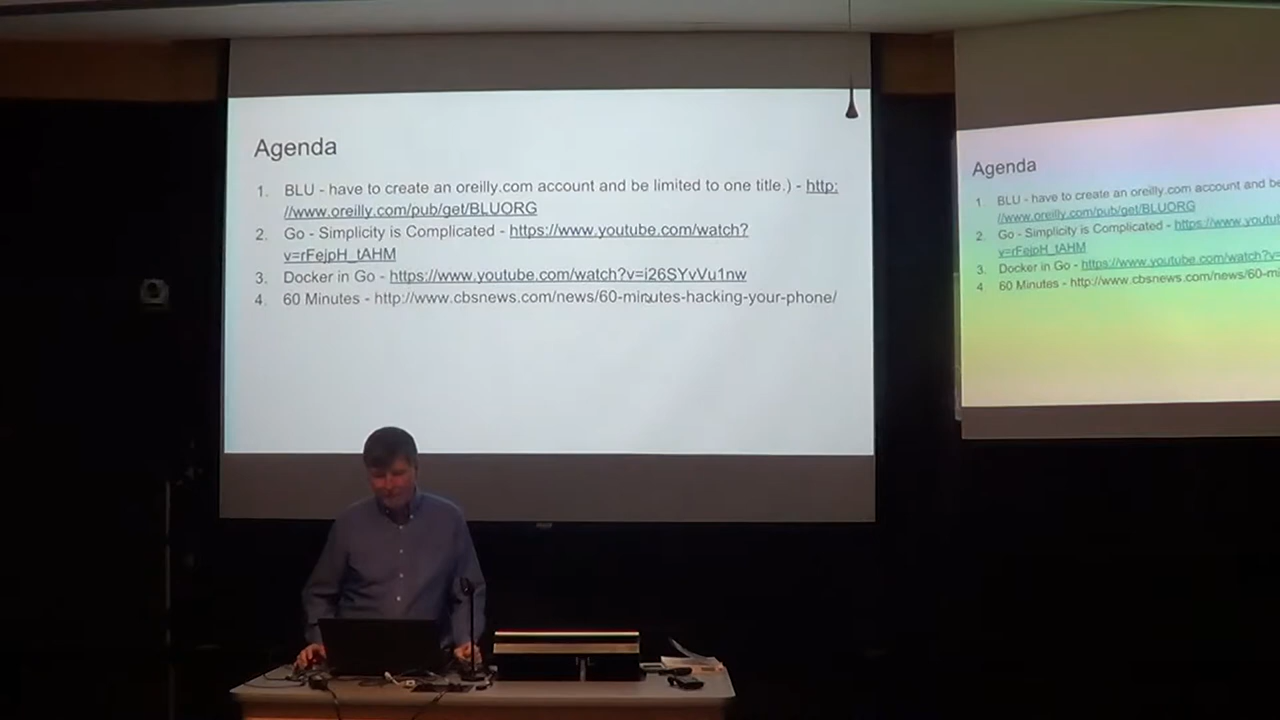 Agenda
1. BLU - have to create an oreilly.com account and be limited to one title.) - http:
//www.oreilly.com/pub/get/BLUORG
2. Go - Simplicity is Complicated - https://www.youtube.com/watch?
v=rFejpH_tAHM
3. Docker in Go - https://www.youtube.com/watch?v=i26SYvVu1nw
4. 60 Minutes - http://www.cbsnews.com/news/60-minutes-hacking-your-phone/
Agenda
1. BLU - have to create an oreilly.com account and be
//www.oreilly.com/pub/get/BLUORG
2. Go - Simplicity is Complicated - https://www.youtut
v=rFejpH_tAHM
3. Docker in Go - https://www.youtube.com/watch?v=
4. 60 Minutes - http://www.cbsnews.com/news/60-m